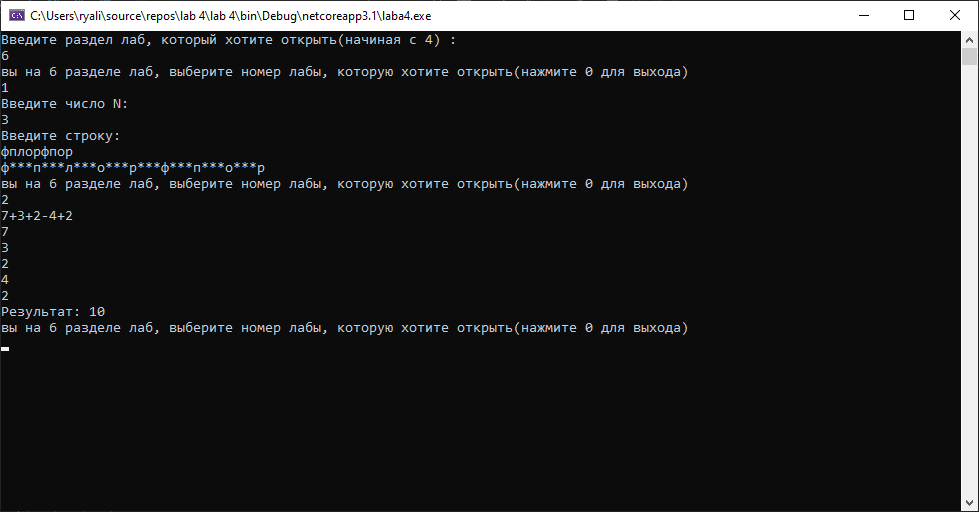 C:\Users\ryali\source\repos\lab 4\lab 4\bin\Debug\netcoreapp3.1\laba4.exe
Введите раздел лаб, который хотите открыть(начиная с 4) :
6
вы на 6 разделе лаб, выберите номер лабы, которую хотите открыть(нажмите 0 для выхода)
1
Введите число N:
3
Введите строку:
фплорфпор
ф***п***л***о***р***ф***п***о***р
вы на 6 разделе лаб, выберите номер лабы, которую хотите открыть(нажмите 0 для выхода)
2
7+3+2-4+2
7
3
2
4
2
Результат: 10
вы на 6 разделе лаб, выберите номер лабы, которую хотите открыть(нажмите 0 для выхода)